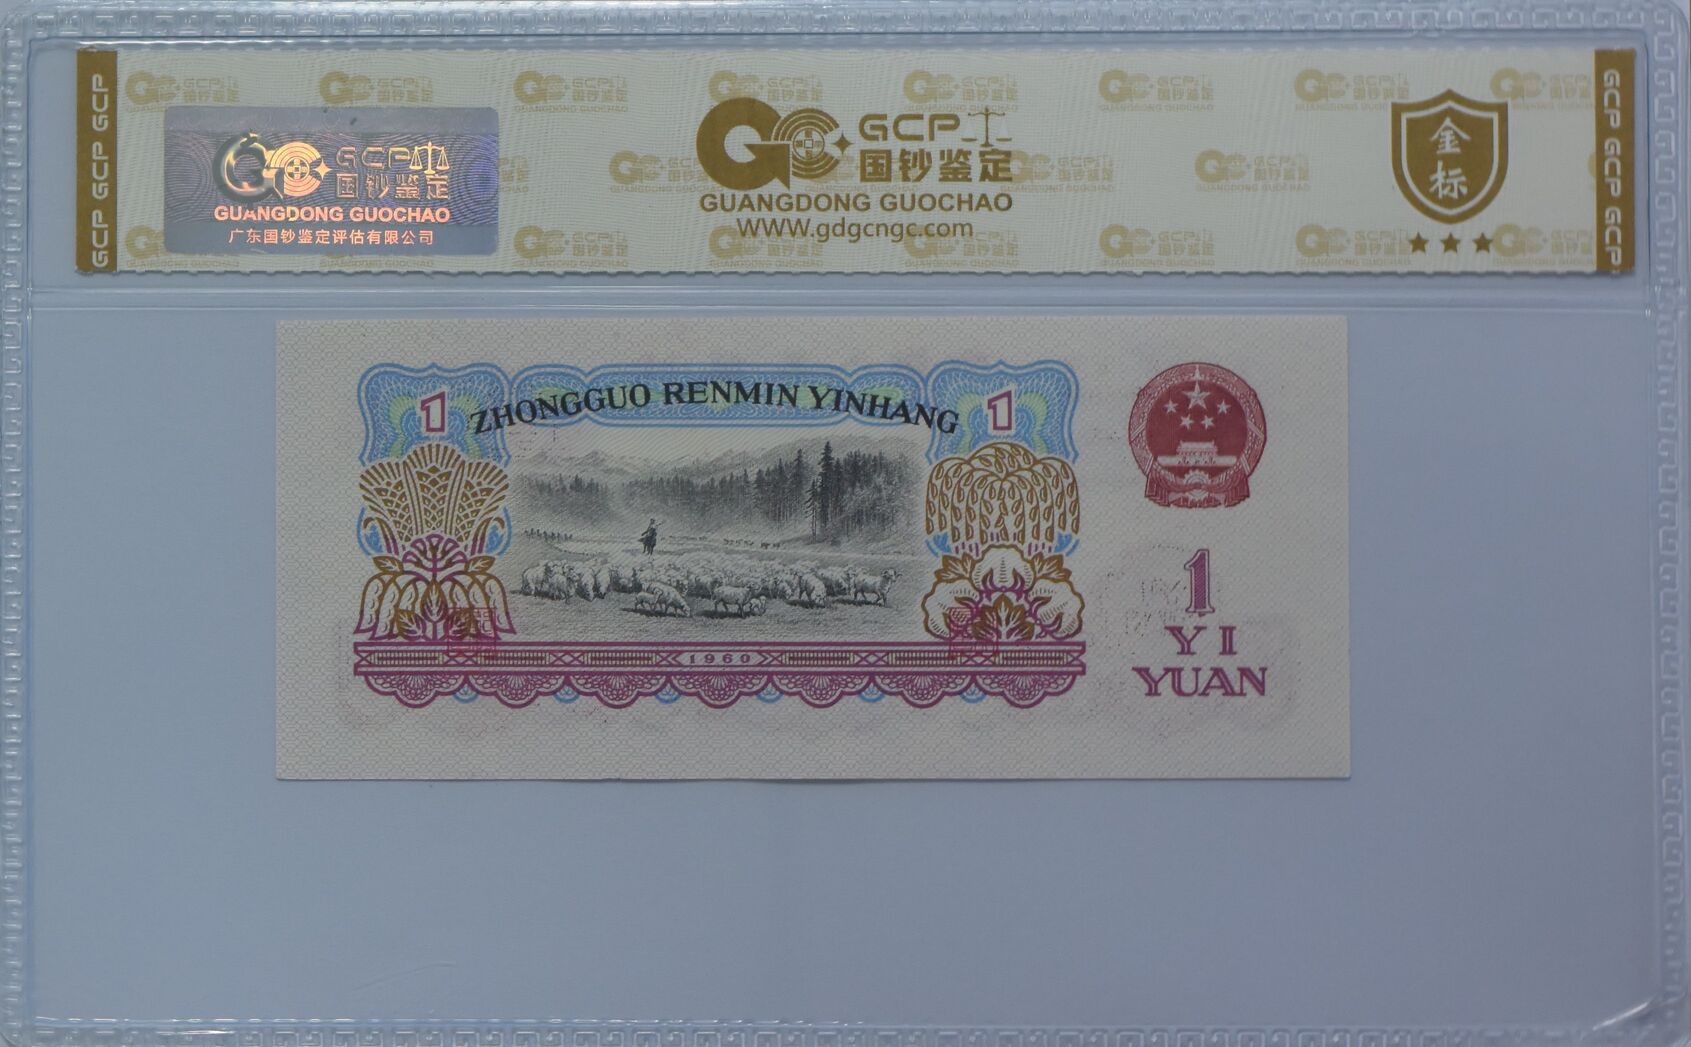 GCP GCP GCP
GCP
国钞鉴定
GUANGDONG GUOCHAO
广东国钞鉴定评估有限公司
GCP
国钞鉴定
GUANGDONG GUOCHAO
WWW.gdgcngc.com
金标
GCP GCP GCP
ZHONGGUO RENMIN YINHANG
1
1
1960
1
YI
YUAN